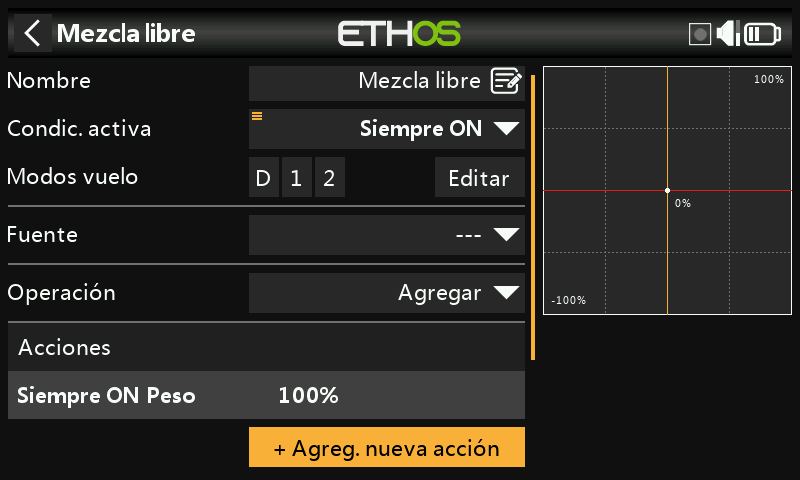 Mezcla libre
ETHOS
Nombre
Mezcla libre
Condic. activa
Siempre ON
Modos vuelo
D 1 2
Editar
Fuente
---
Operación
Agregar
Acciones
Siempre ON Peso 100%
+ Agreg. nueva acción
100%
0%
-100%